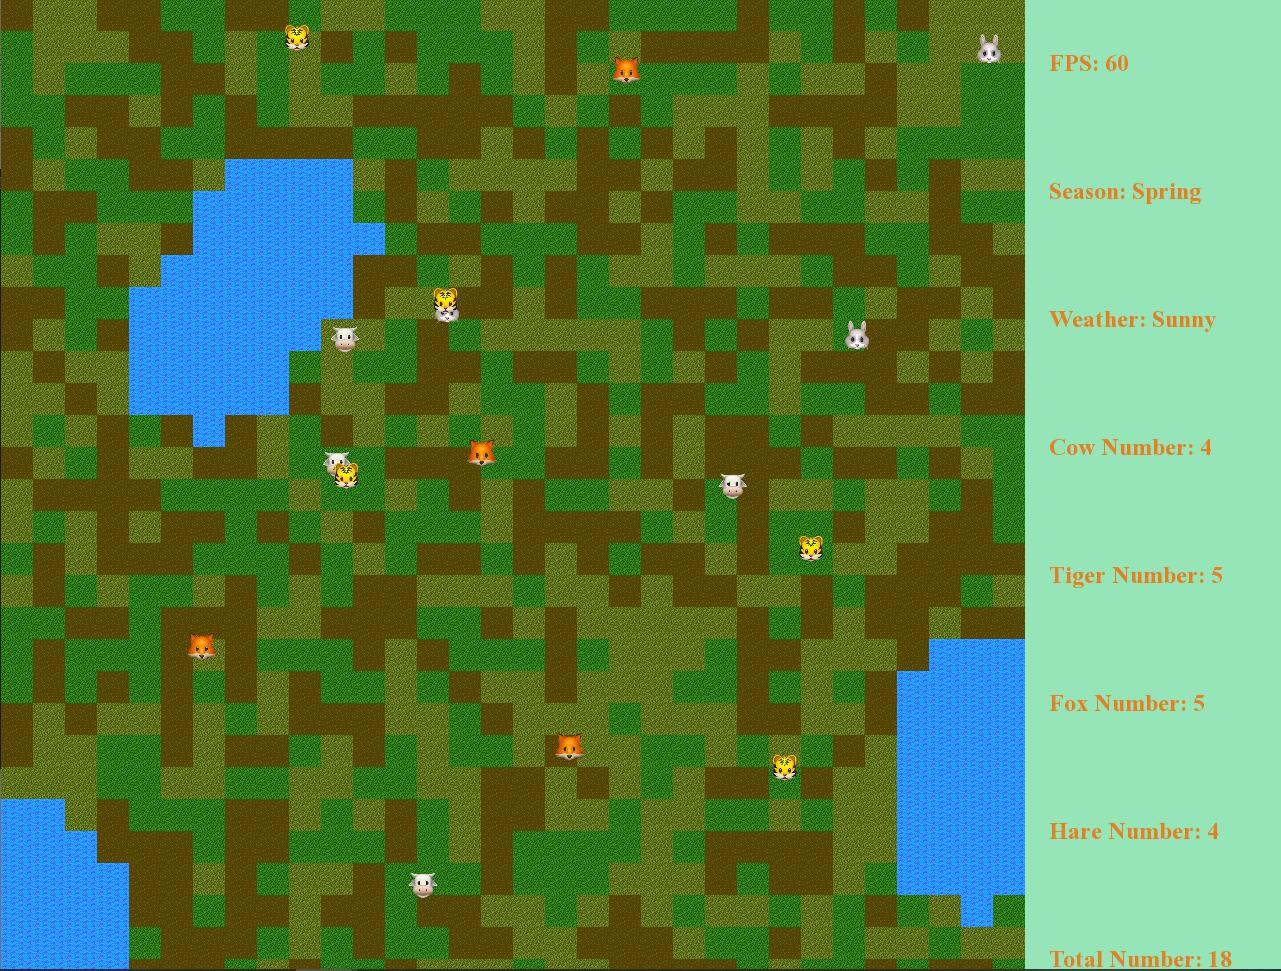 FPS: 60
Season: Spring
Weather: Sunny
Cow Number: 4
Tiger Number: 5
Fox Number: 5
Hare Number: 4
Total Number: 18